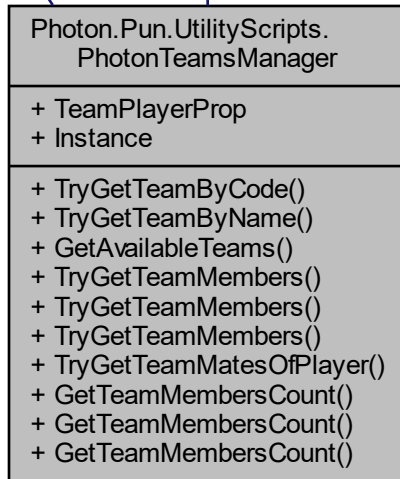 Photon.Pun.UtilityScripts.
PhotonTeamsManager
+ TeamPlayerProp
+ Instance
+ TryGetTeamByCode()
+ TryGetTeamByName()
+ GetAvailableTeams()
+ TryGetTeamMembers()
+ TryGetTeamMembers()
+ TryGetTeamMembers()
+ TryGetTeamMatesOfPlayer()
+ GetTeamMembersCount()
+ GetTeamMembersCount()
+ GetTeamMembersCount()